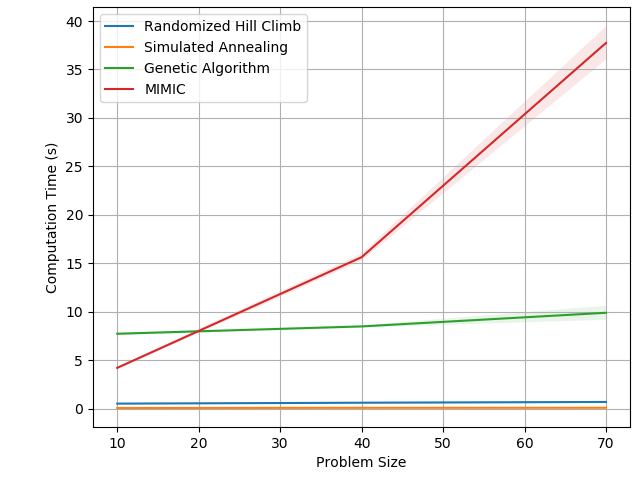 Randomized Hill Climb
Simulated Annealing
Genetic Algorithm
MIMIC
40
35
30
25
20
15
10
5
0
Computation Time (s)
10 20 30 40 50 60 70
Problem Size